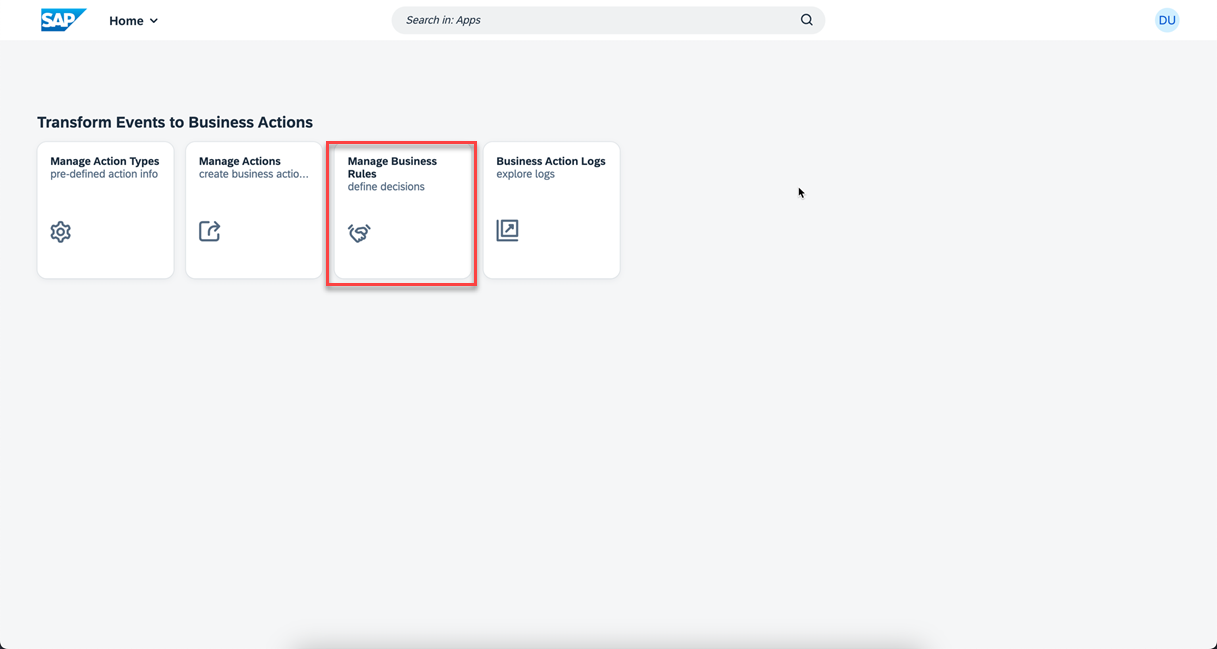 SAP
Home
Search in: Apps
DU
Transform Events to Business Actions
Manage Action Types
pre-defined action info
Manage Actions
create business actio...
Manage Business
Rules
define decisions
Business Action Logs
explore logs